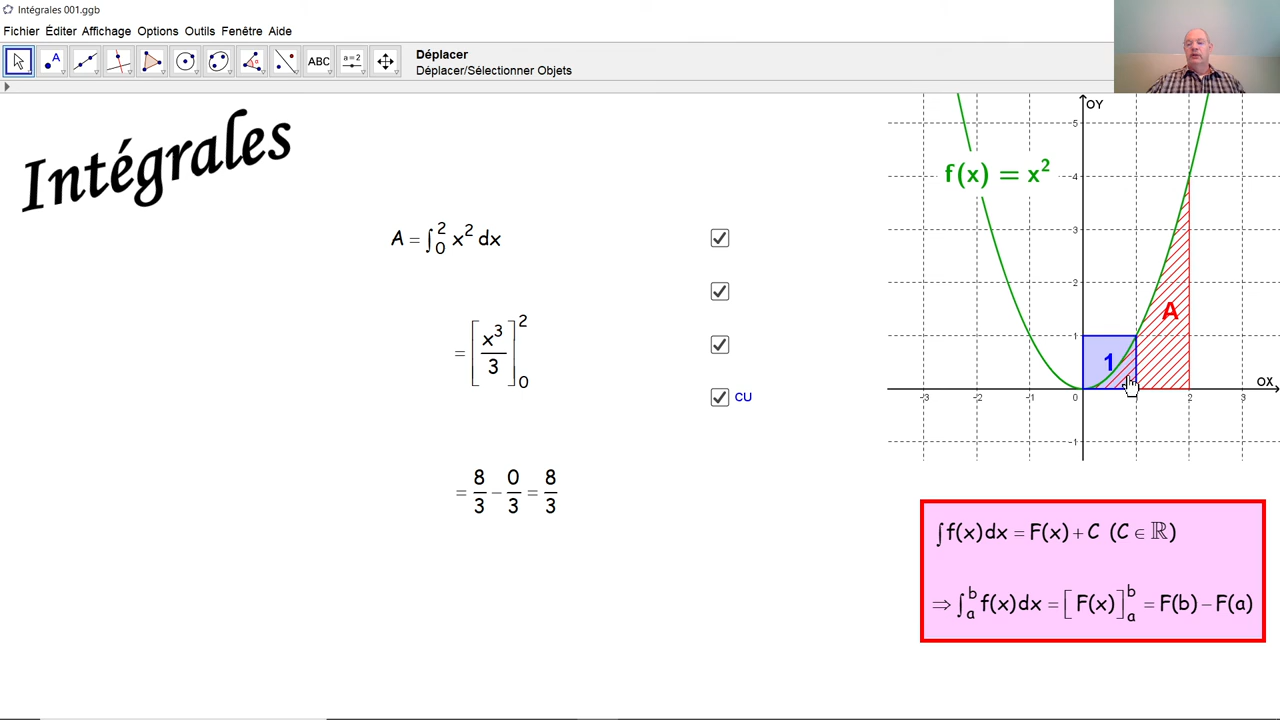 Intégrales 001.ggb
Fichier Éditer Affichage Options Outils Fenêtre Aide
A ABC a=2
Déplacer
Déplacer/Sélectionner Objets
Intégrales
A = ∫₀² x² dx
= [x³/3]₀²
= 8/3 − 0/3 = 8/3
CU
OY
f(x) = x²
5
4
3
2
1
-1
A
1
OX
-3 -2 -1 0 2 3
∫f(x)dx = F(x) + C (C ∈ ℝ)
⇒ ∫ₐᵇ f(x)dx = [F(x)]ₐᵇ = F(b) − F(a)